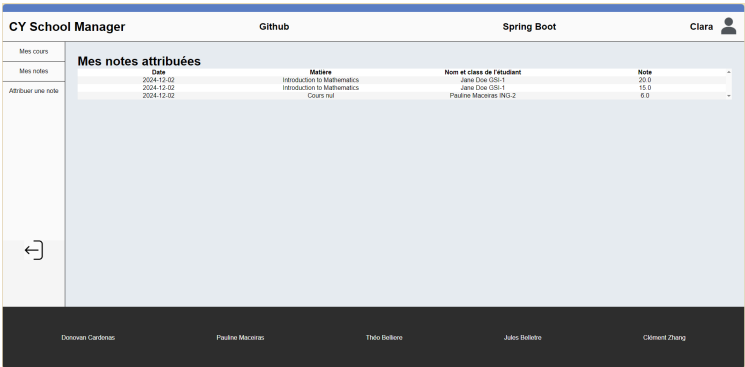 CY School Manager Github Spring Boot Clara
Mes cours
Mes notes
Attribuer une note
Mes notes attribuées
Date Matière Nom et class de l'étudiant Note
2024-12-02 Introduction to Mathematics Jane Doe GSI-1 20.0
2024-12-02 Introduction to Mathematics Jane Doe GSI-1 15.0
2024-12-02 Cours nul Pauline Maceiras ING-2 6.0
Donovan Cardenas Pauline Maceiras Théo Belliere Jules Belletre Clément Zhang